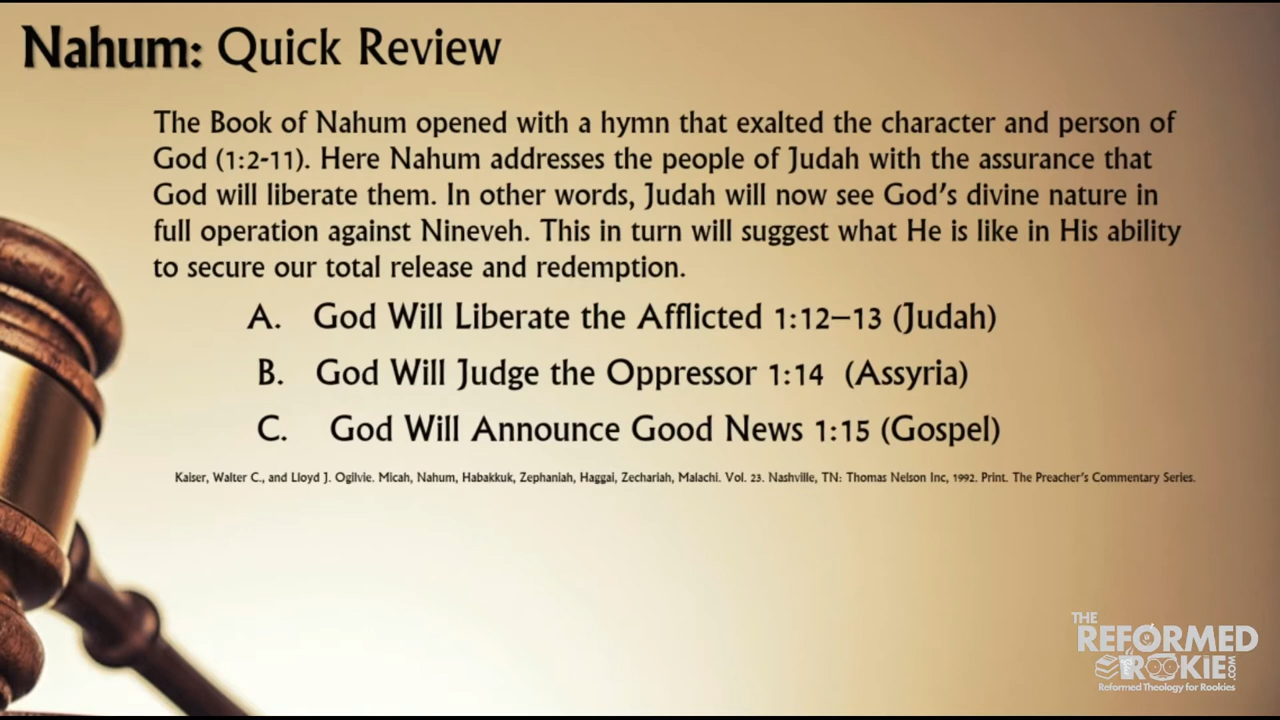 Nahum: Quick Review
The Book of Nahum opened with a hymn that exalted the character and person of
God (1:2-11). Here Nahum addresses the people of Judah with the assurance that
God will liberate them. In other words, Judah will now see God's divine nature in
full operation against Nineveh. This in turn will suggest what He is like in His ability
to secure our total release and redemption.
A. God Will Liberate the Afflicted 1:12–13 (Judah)
B. God Will Judge the Oppressor 1:14 (Assyria)
C. God Will Announce Good News 1:15 (Gospel)
Kaiser, Walter C., and Lloyd J. Ogilvie. Micah, Nahum, Habakkuk, Zephaniah, Haggai, Zechariah, Malachi. Vol. 23. Nashville, TN: Thomas Nelson Inc, 1992. Print. The Preacher's Commentary Series.
THE
REFORMED
ROOKIE.COM
Reformed Theology for Rookies